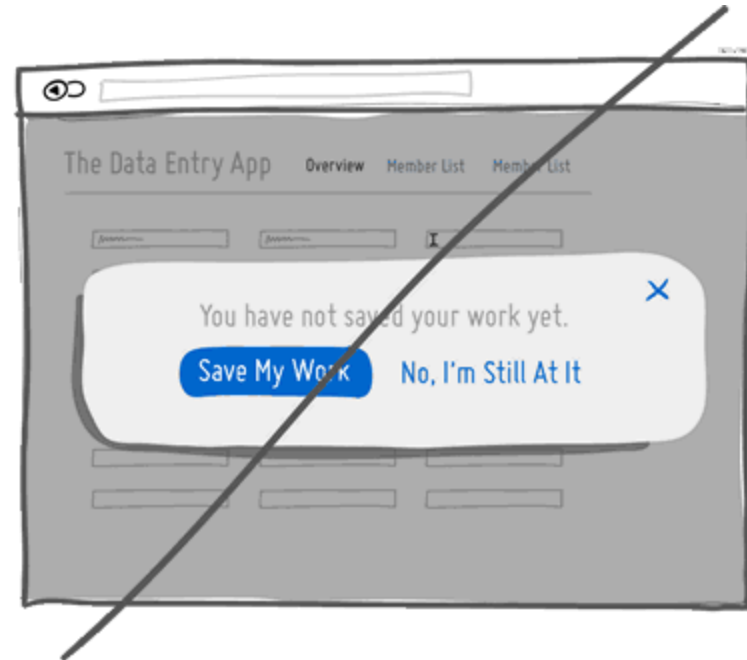 The Data Entry App Overview Member List Member List
You have not saved your work yet.
Save My Work No, I'm Still At It